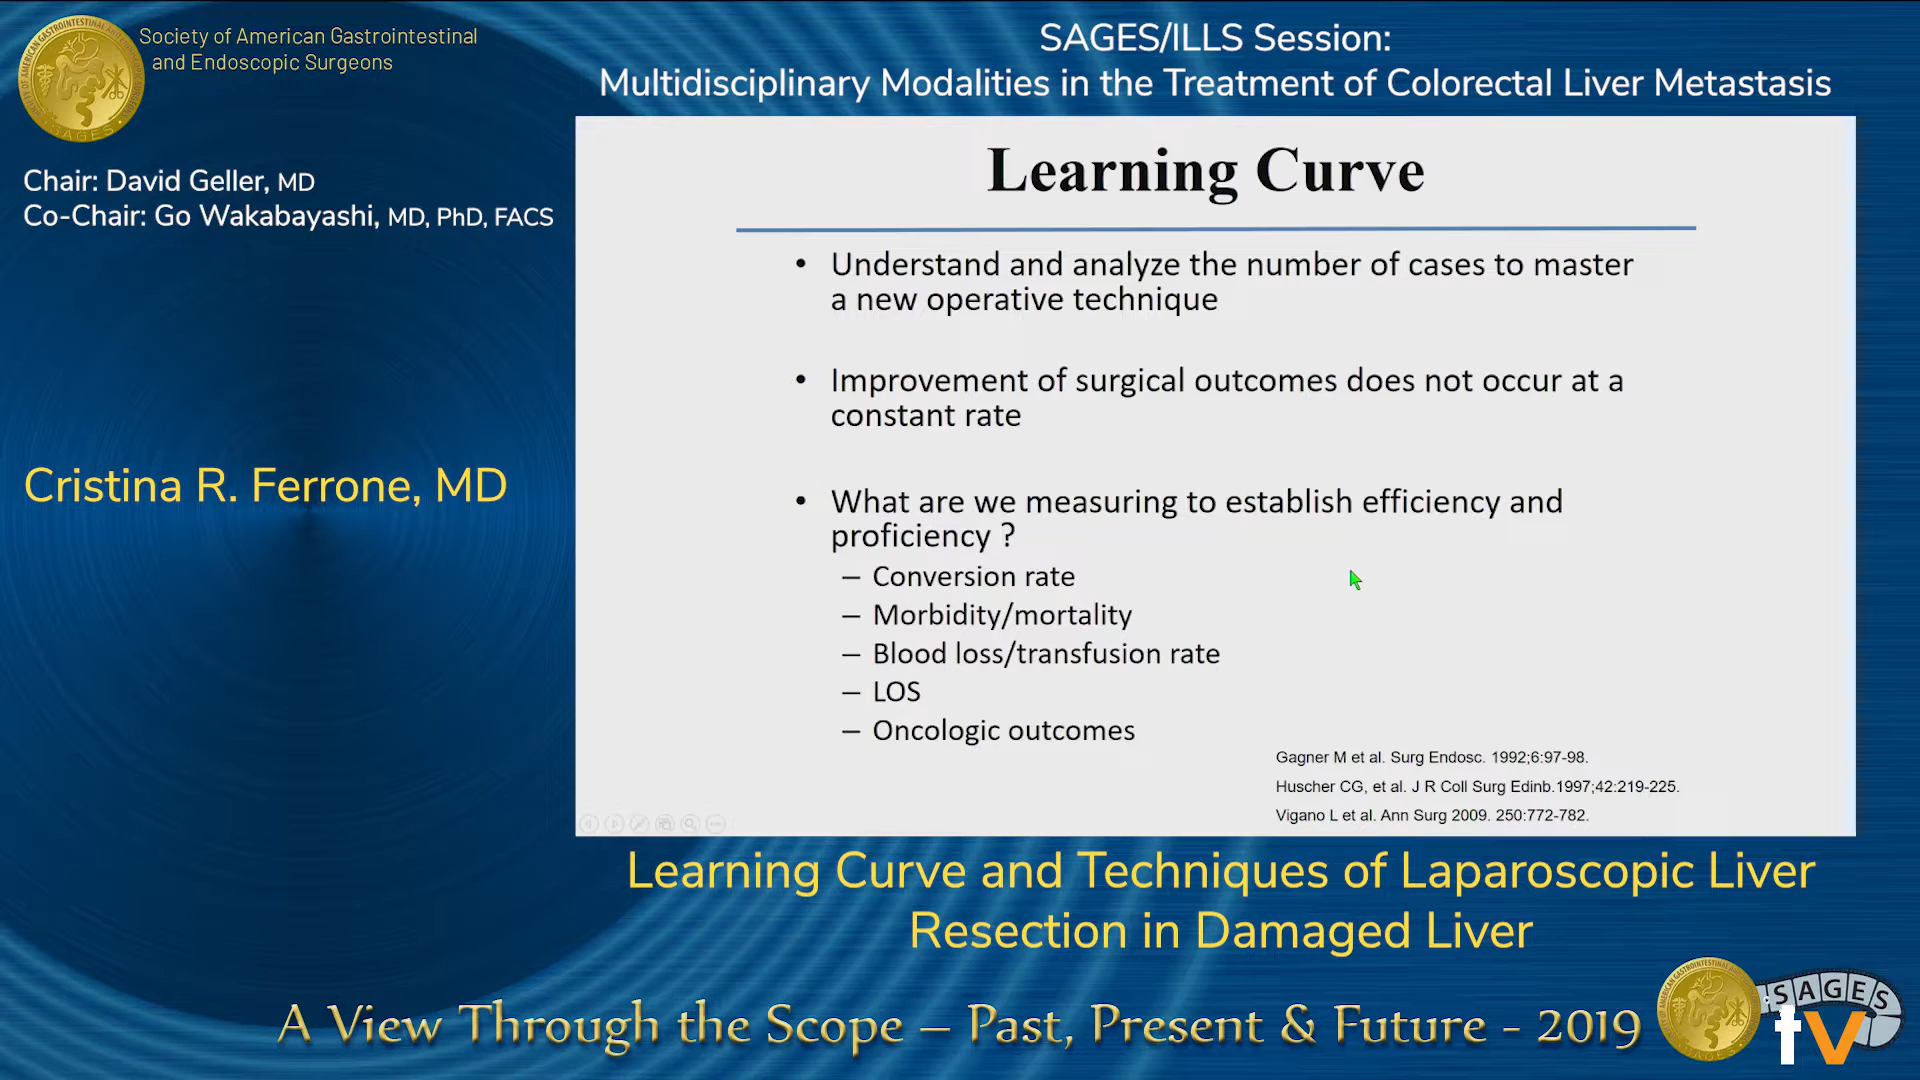 Society of American Gastrointestinal
and Endoscopic Surgeons
SAGES/ILLS Session:
Multidisciplinary Modalities in the Treatment of Colorectal Liver Metastasis
Chair: David Geller, MD
Co-Chair: Go Wakabayashi, MD, PhD, FACS
Cristina R. Ferrone, MD
Learning Curve
• Understand and analyze the number of cases to master
a new operative technique
• Improvement of surgical outcomes does not occur at a
constant rate
• What are we measuring to establish efficiency and
proficiency ?
– Conversion rate
– Morbidity/mortality
– Blood loss/transfusion rate
– LOS
– Oncologic outcomes
Gagner M et al. Surg Endosc. 1992;6:97-98.
Huscher CG, et al. J R Coll Surg Edinb.1997;42:219-225.
Vigano L et al. Ann Surg 2009. 250:772-782.
Learning Curve and Techniques of Laparoscopic Liver
Resection in Damaged Liver
A View Through the Scope – Past, Present & Future - 2019
SAGES
tv